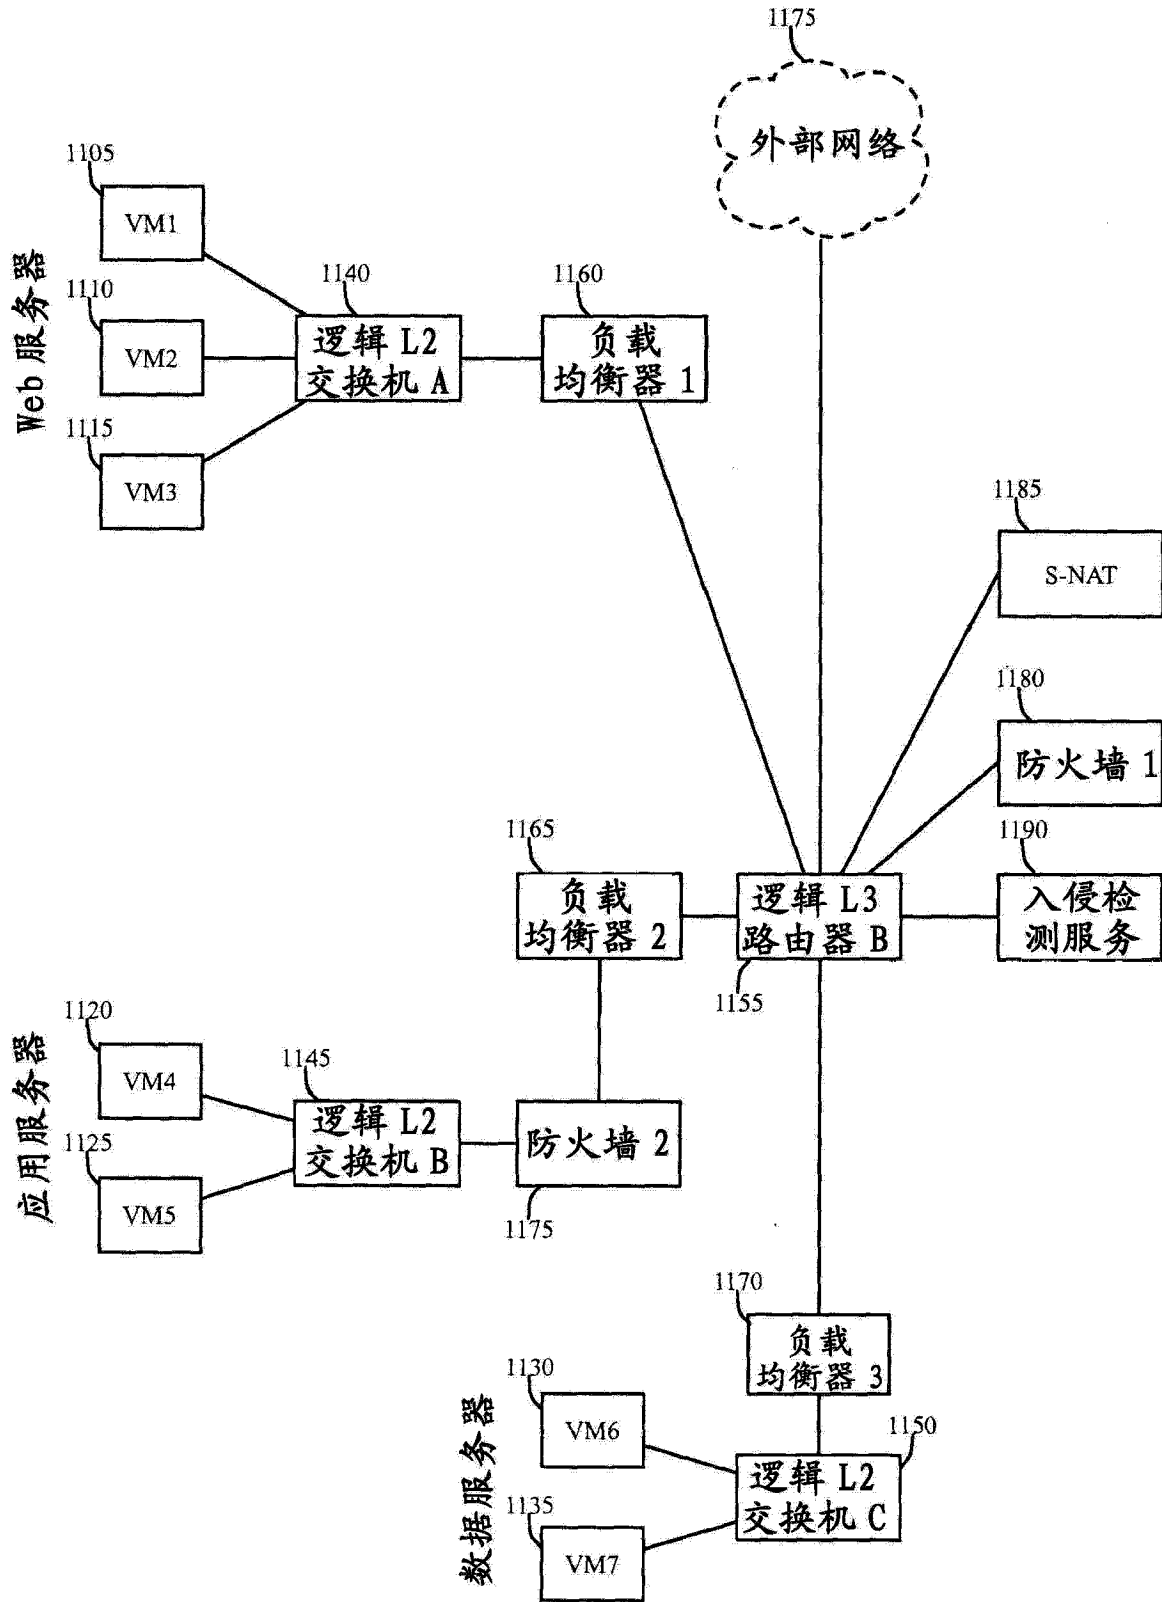 1175
外部网络
1105
VM1
Web 服务器
1110
VM2
1115
VM3
1140
逻辑 L2
交换机 A
1160
负载
均衡器 1
1185
S-NAT
1180
防火墙 1
1190
入侵检
测服务
1165
负载
均衡器 2
逻辑 L3
路由器 B
1155
1120
VM4
应用服务器
1125
VM5
1145
逻辑 L2
交换机 B
防火墙 2
1175
1170
负载
均衡器 3
1130
VM6
数据服务器
1135
VM7
1150
逻辑 L2
交换机 C